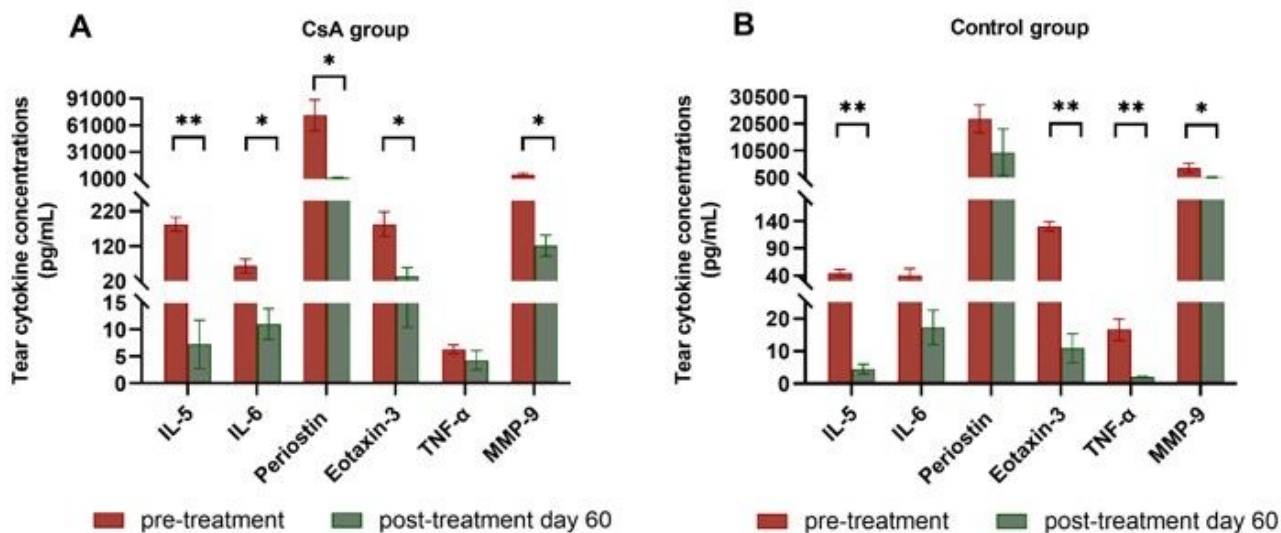 A
CsA group
Tear cytokine concentrations
(pg/mL)
91000
61000
31000
1000
220
120
20
15
10
5
0
**
*
*
*
*
IL-5
IL-6
Periostin
Eotaxin-3
TNF-α
MMP-9
pre-treatment
post-treatment day 60
B
Control group
Tear cytokine concentrations
(pg/mL)
30500
20500
10500
500
140
90
40
20
10
0
**
**
**
*
IL-5
IL-6
Periostin
Eotaxin-3
TNF-α
MMP-9
pre-treatment
post-treatment day 60